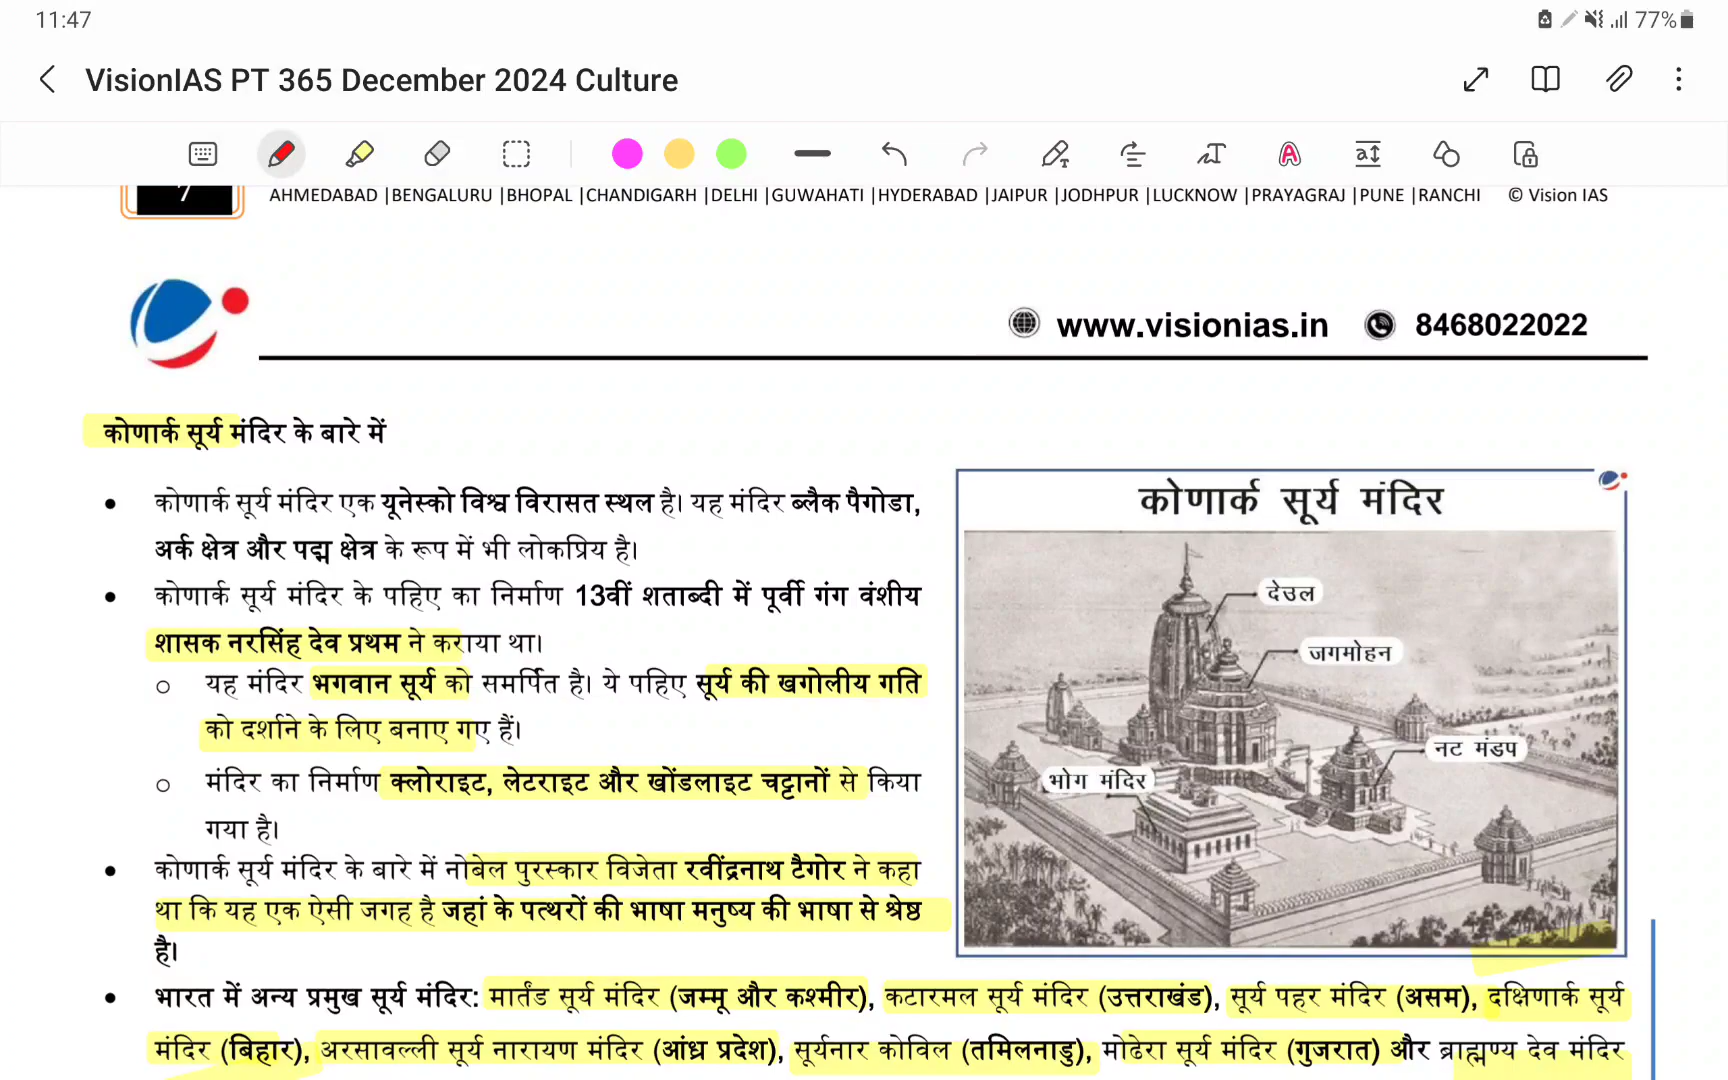 11:47
77%
VisionIAS PT 365 December 2024 Culture
7
AHMEDABAD |BENGALURU |BHOPAL |CHANDIGARH |DELHI |GUWAHATI |HYDERABAD |JAIPUR |JODHPUR |LUCKNOW |PRAYAGRAJ |PUNE |RANCHI © Vision IAS
www.visionias.in 8468022022
कोणार्क सूर्य मंदिर के बारे में
• कोणार्क सूर्य मंदिर एक यूनेस्को विश्व विरासत स्थल है। यह मंदिर ब्लैक पैगोडा,
अर्क क्षेत्र और पद्म क्षेत्र के रूप में भी लोकप्रिय है।
• कोणार्क सूर्य मंदिर के पहिए का निर्माण 13वीं शताब्दी में पूर्वी गंग वंशीय
शासक नरसिंह देव प्रथम ने कराया था।
o यह मंदिर भगवान सूर्य को समर्पित है। ये पहिए सूर्य की खगोलीय गति
को दर्शाने के लिए बनाए गए हैं।
o मंदिर का निर्माण क्लोराइट, लेटराइट और खोंडलाइट चट्टानों से किया
गया है।
• कोणार्क सूर्य मंदिर के बारे में नोबेल पुरस्कार विजेता रवींद्रनाथ टैगोर ने कहा
था कि यह एक ऐसी जगह है जहां के पत्थरों की भाषा मनुष्य की भाषा से श्रेष्ठ
है।
कोणार्क सूर्य मंदिर
देउल
जगमोहन
नट मंडप
भोग मंदिर
• भारत में अन्य प्रमुख सूर्य मंदिर: मार्तंड सूर्य मंदिर (जम्मू और कश्मीर), कटारमल सूर्य मंदिर (उत्तराखंड), सूर्य पहर मंदिर (असम), दक्षिणार्क सूर्य
मंदिर (बिहार), अरसावल्ली सूर्य नारायण मंदिर (आंध्र प्रदेश), सूर्यनार कोविल (तमिलनाडु), मोढेरा सूर्य मंदिर (गुजरात) और ब्राह्मण्य देव मंदिर